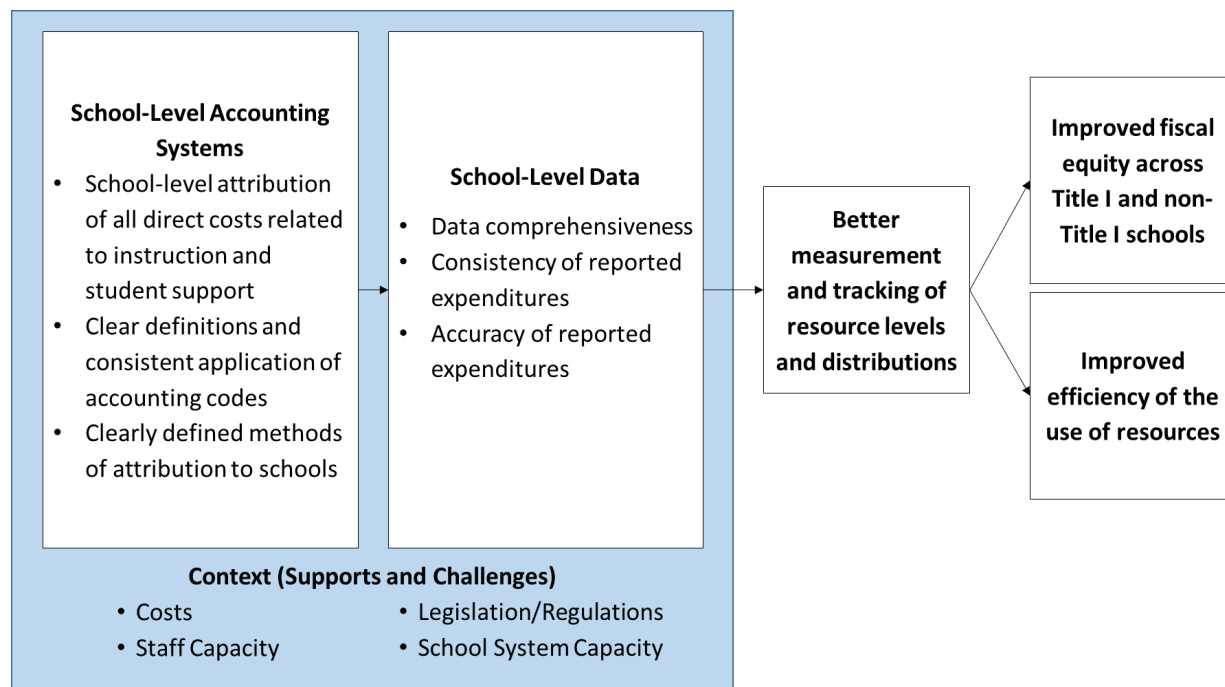 School-Level Accounting
Systems
• School-level attribution
of all direct costs related
to instruction and
student support
• Clear definitions and
consistent application of
accounting codes
• Clearly defined methods
of attribution to schools
School-Level Data
• Data comprehensiveness
• Consistency of reported
expenditures
• Accuracy of reported
expenditures
Context (Supports and Challenges)
• Costs
• Staff Capacity
• Legislation/Regulations
• School System Capacity
Better
measurement
and tracking of
resource levels
and distributions
Improved fiscal
equity across
Title I and non-
Title I schools
Improved
efficiency of the
use of resources